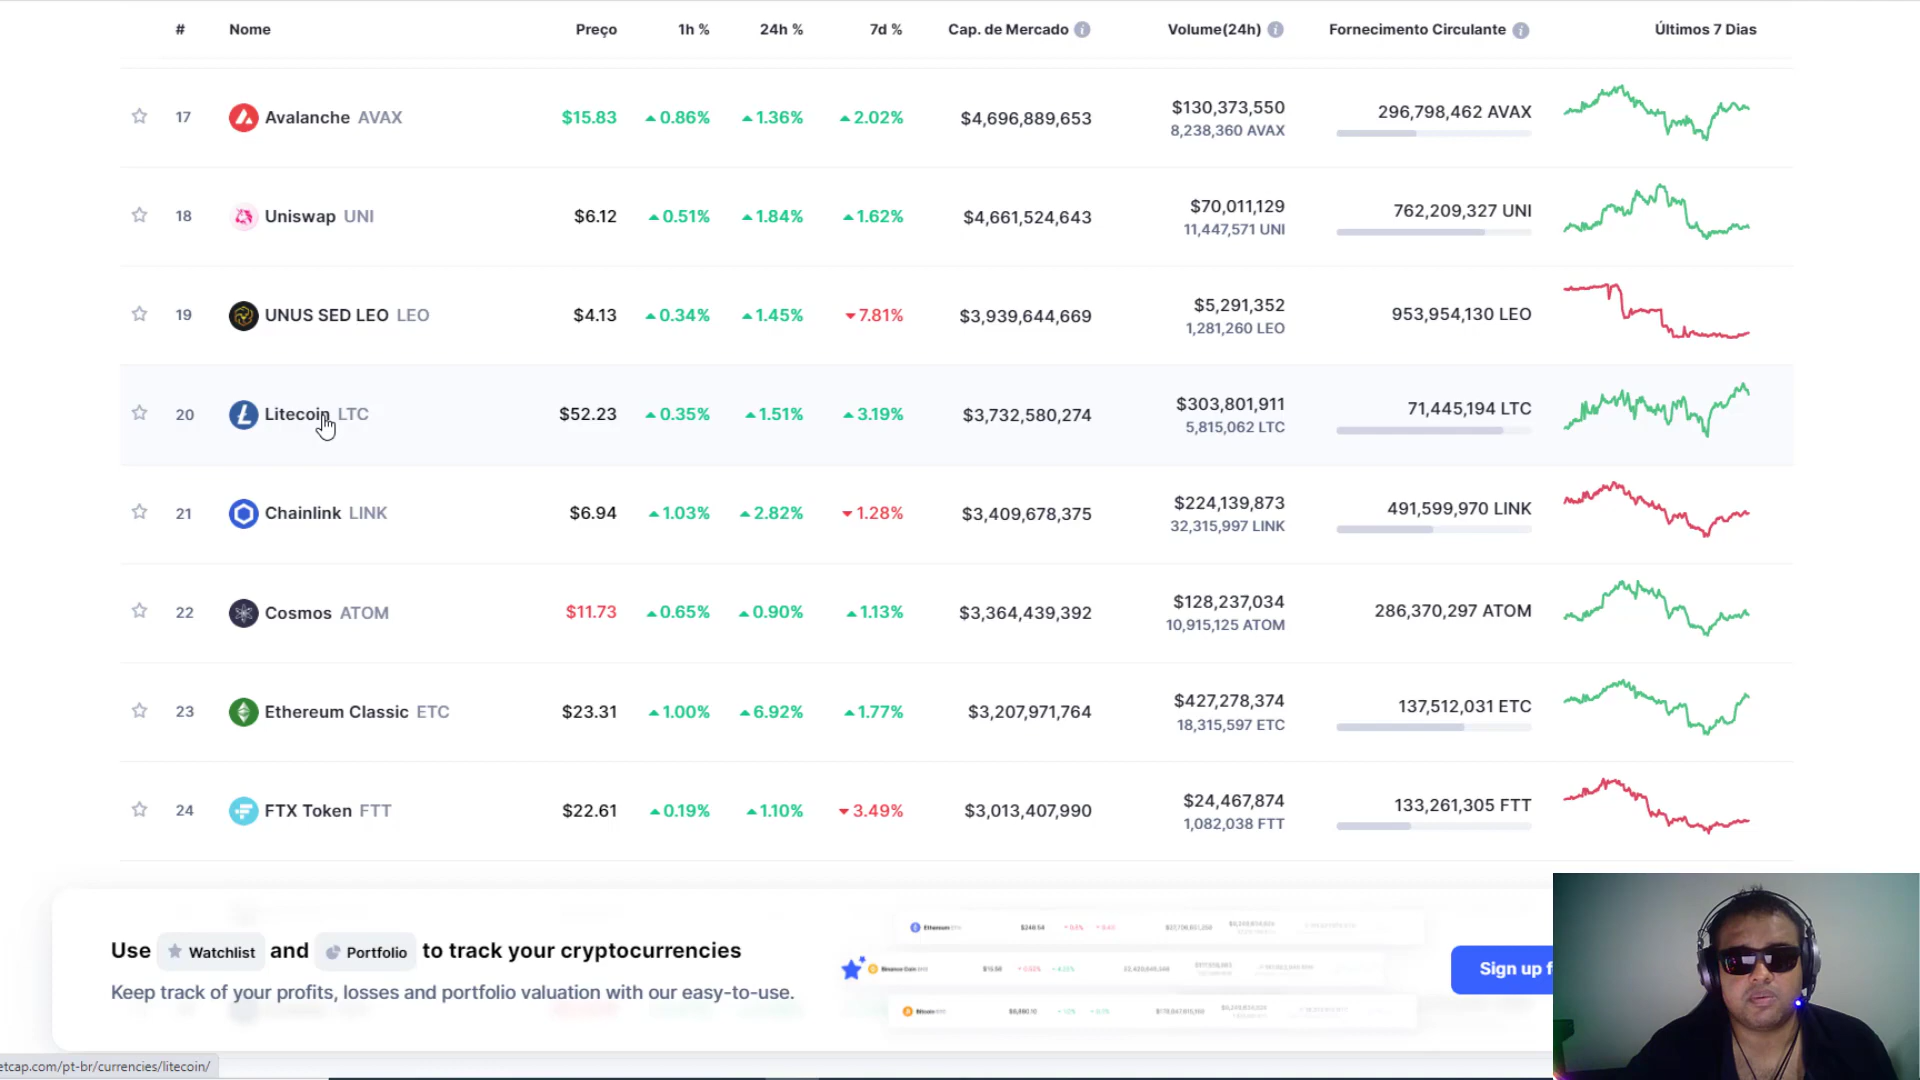 # Nome Preço 1h % 24h % 7d % Cap. de Mercado Volume(24h) Fornecimento Circulante Últimos 7 Dias
17 Avalanche AVAX $15.83 0.86% 1.36% 2.02% $4,696,889,653 $130,373,550 296,798,462 AVAX
8,238,360 AVAX
18 Uniswap UNI $6.12 0.51% 1.84% 1.62% $4,661,524,643 $70,011,129 762,209,327 UNI
11,447,571 UNI
19 UNUS SED LEO LEO $4.13 0.34% 1.45% 7.81% $3,939,644,669 $5,291,352 953,954,130 LEO
1,281,260 LEO
20 Litecoin LTC $52.23 0.35% 1.51% 3.19% $3,732,580,274 $303,801,911 71,445,194 LTC
5,815,062 LTC
21 Chainlink LINK $6.94 1.03% 2.82% 1.28% $3,409,678,375 $224,139,873 491,599,970 LINK
32,315,997 LINK
22 Cosmos ATOM $11.73 0.65% 0.90% 1.13% $3,364,439,392 $128,237,034 286,370,297 ATOM
10,915,125 ATOM
23 Ethereum Classic ETC $23.31 1.00% 6.92% 1.77% $3,207,971,764 $427,278,374 137,512,031 ETC
18,315,597 ETC
24 FTX Token FTT $22.61 0.19% 1.10% 3.49% $3,013,407,990 $24,467,874 133,261,305 FTT
1,082,038 FTT
Use Watchlist and Portfolio to track your cryptocurrencies
Keep track of your profits, losses and portfolio valuation with our easy-to-use.
Ethereum
Binance Coin
Bitcoin
Sign up f
etcap.com/pt-br/currencies/litecoin/